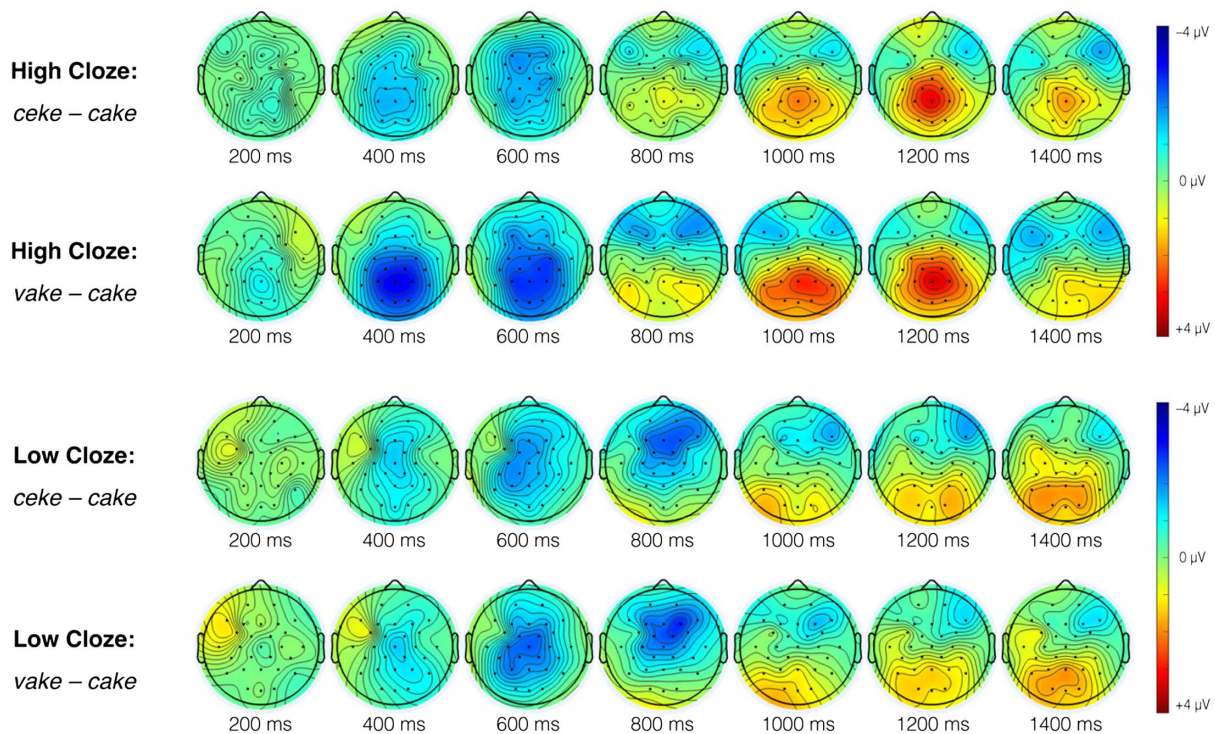 High Cloze:
ceke – cake
200 ms 400 ms 600 ms 800 ms 1000 ms 1200 ms 1400 ms
–4 µV
0 µV
+4 µV
High Cloze:
vake – cake
200 ms 400 ms 600 ms 800 ms 1000 ms 1200 ms 1400 ms
Low Cloze:
ceke – cake
200 ms 400 ms 600 ms 800 ms 1000 ms 1200 ms 1400 ms
–4 µV
0 µV
+4 µV
Low Cloze:
vake – cake
200 ms 400 ms 600 ms 800 ms 1000 ms 1200 ms 1400 ms